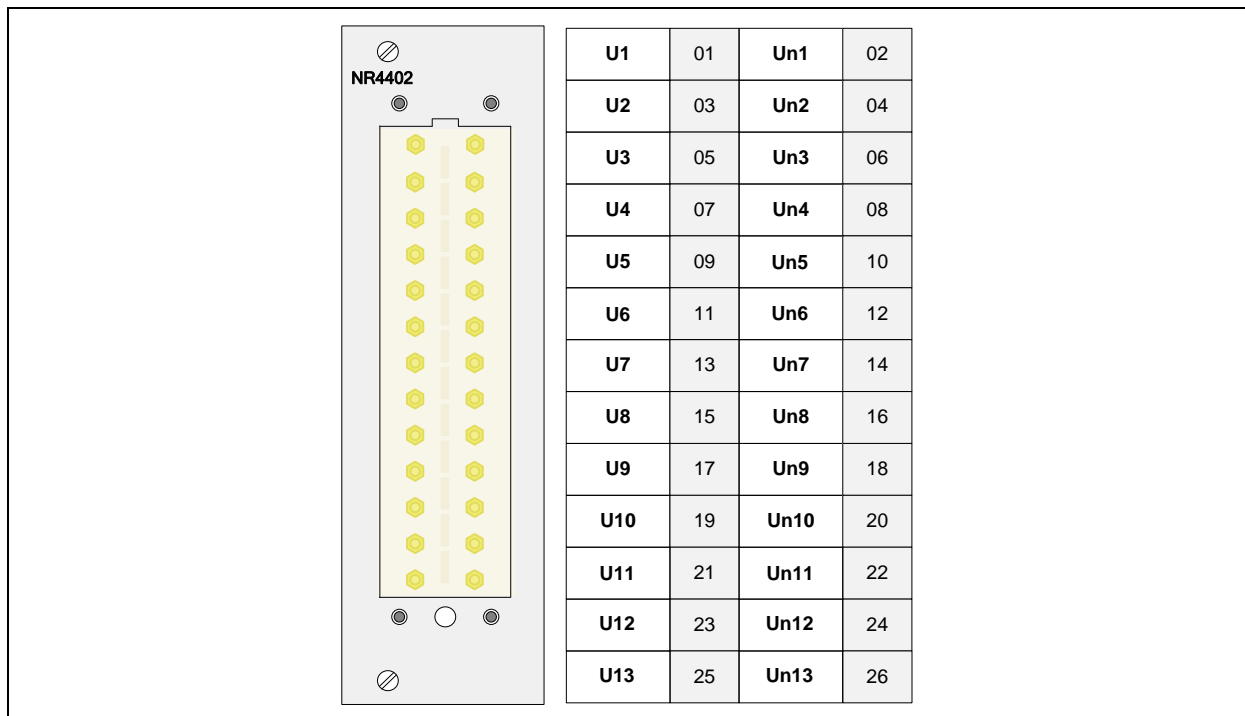 NR4402
U1 01 Un1 02
U2 03 Un2 04
U3 05 Un3 06
U4 07 Un4 08
U5 09 Un5 10
U6 11 Un6 12
U7 13 Un7 14
U8 15 Un8 16
U9 17 Un9 18
U10 19 Un10 20
U11 21 Un11 22
U12 23 Un12 24
U13 25 Un13 26